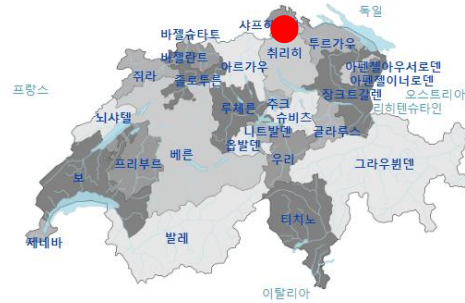 독일
샤프
바젤슈타트
바젤란트
취리히
투르가우
아르가우
아펜젤아우서로덴
아펜젤이너로덴
쥐라
졸로투른
장크트갈렌
오스트리아
리히텐슈타인
프랑스
루체른
추크
슈비츠
뇌샤텔
니트발덴
글라루스
옵발덴
베른
우리
그라우뷘덴
보
프리부르
티치노
발레
제네바
이탈리아